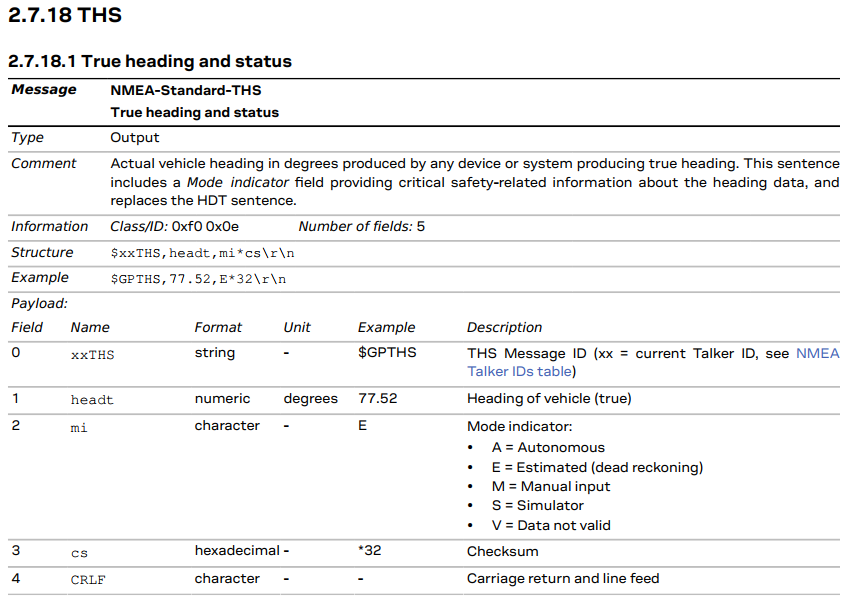 2.7.18 THS
2.7.18.1 True heading and status
Message NMEA-Standard-THS
True heading and status
Type Output
Comment Actual vehicle heading in degrees produced by any device or system producing true heading. This sentence
includes a Mode indicator field providing critical safety-related information about the heading data, and
replaces the HDT sentence.
Information Class/ID: 0xf0 0x0e Number of fields: 5
Structure $xxTHS,headt,mi*cs\r\n
Example $GPTHS,77.52,E*32\r\n
Payload:
Field Name Format Unit Example Description
0 xxTHS string - $GPTHS THS Message ID (xx = current Talker ID, see NMEA
Talker IDs table)
1 headt numeric degrees 77.52 Heading of vehicle (true)
2 mi character - E Mode indicator:
• A = Autonomous
• E = Estimated (dead reckoning)
• M = Manual input
• S = Simulator
• V = Data not valid
3 cs hexadecimal - *32 Checksum
4 CRLF character - - Carriage return and line feed